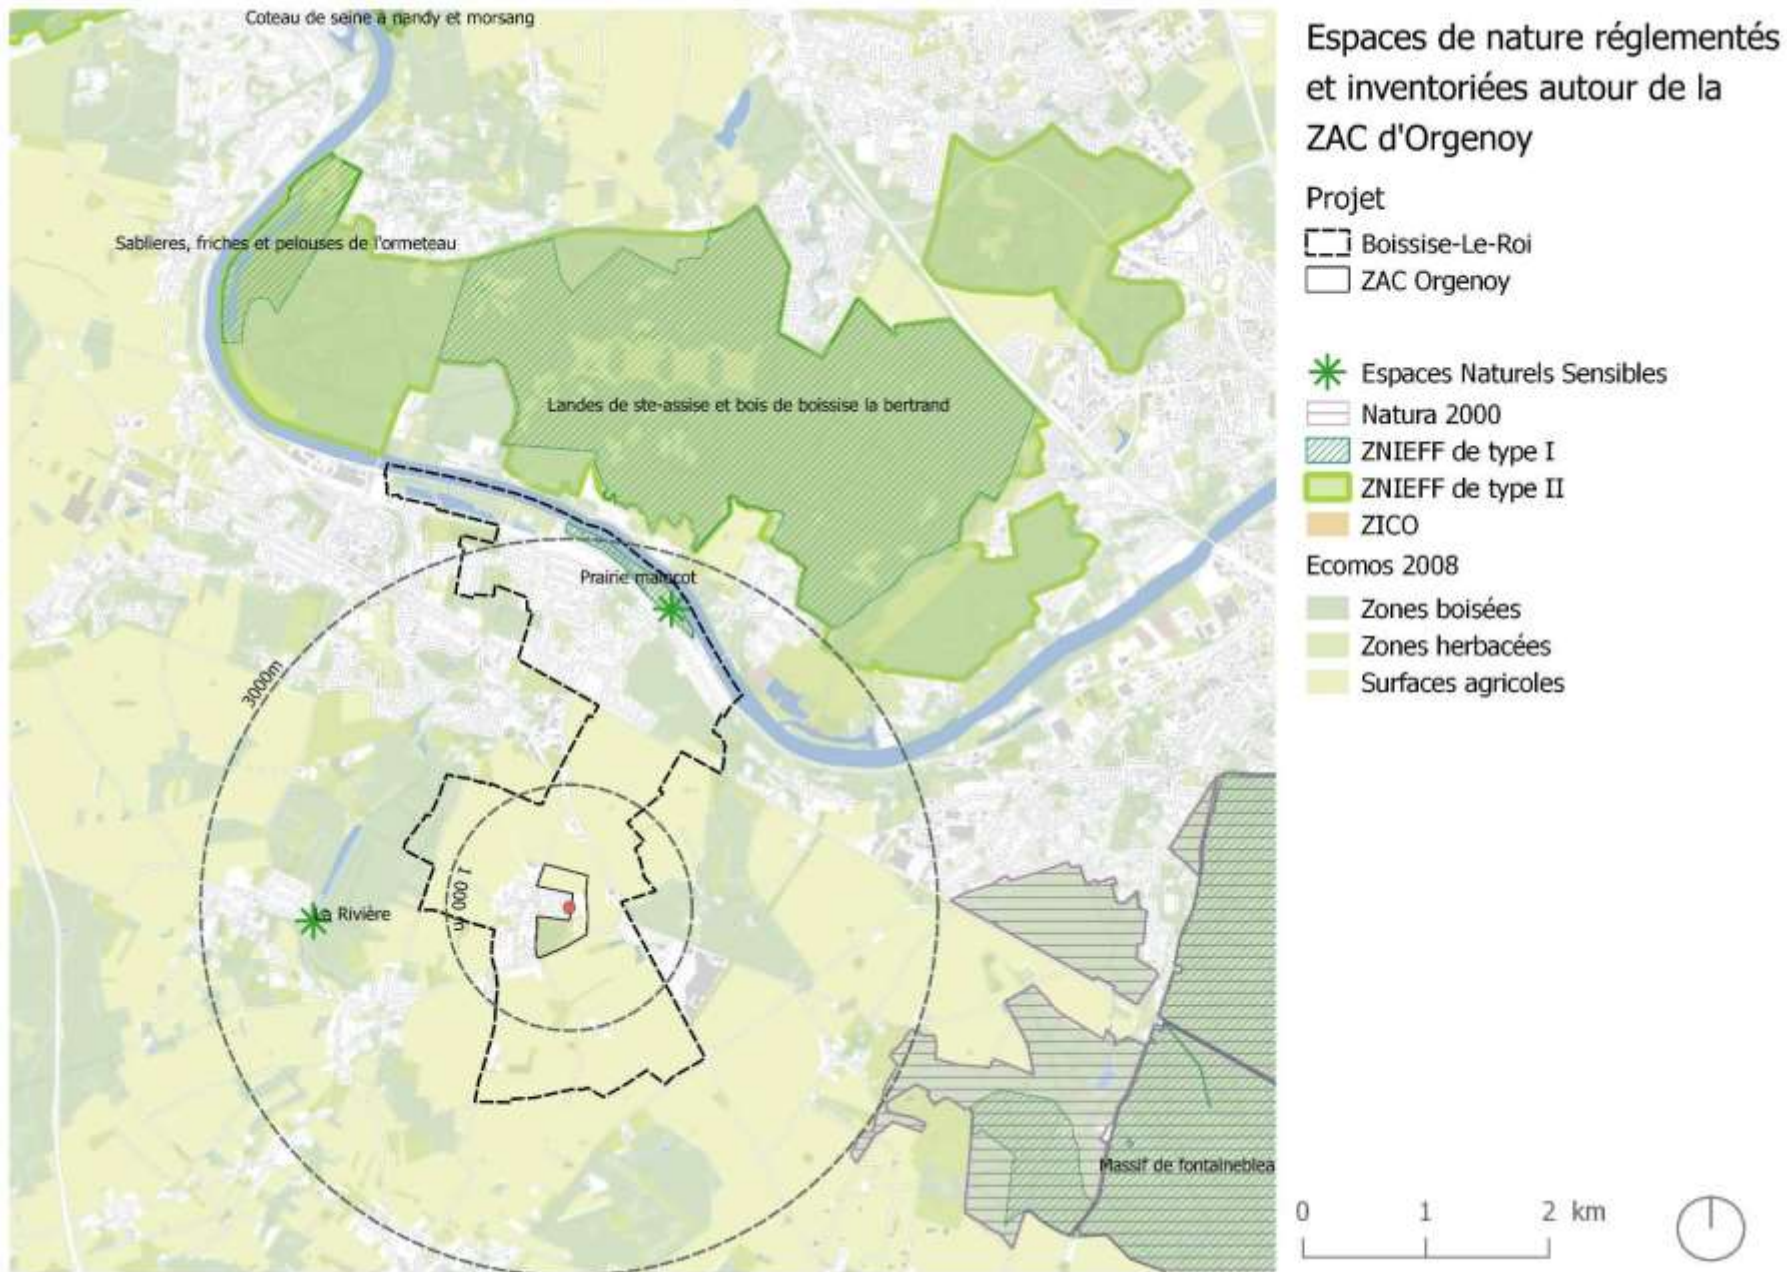 Coteau de seine a nandy et morsang
Sablieres, friches et pelouses de l'ormeteau
Landes de ste-assise et bois de boissise la bertrand
Prairie malecot
3000m
1 000 m
La Rivière
Massif de fontaineblea
Espaces de nature réglementés
et inventoriées autour de la
ZAC d'Orgenoy
Projet
Boissise-Le-Roi
ZAC Orgenoy
Espaces Naturels Sensibles
Natura 2000
ZNIEFF de type I
ZNIEFF de type II
ZICO
Ecomos 2008
Zones boisées
Zones herbacées
Surfaces agricoles
0 1 2 km